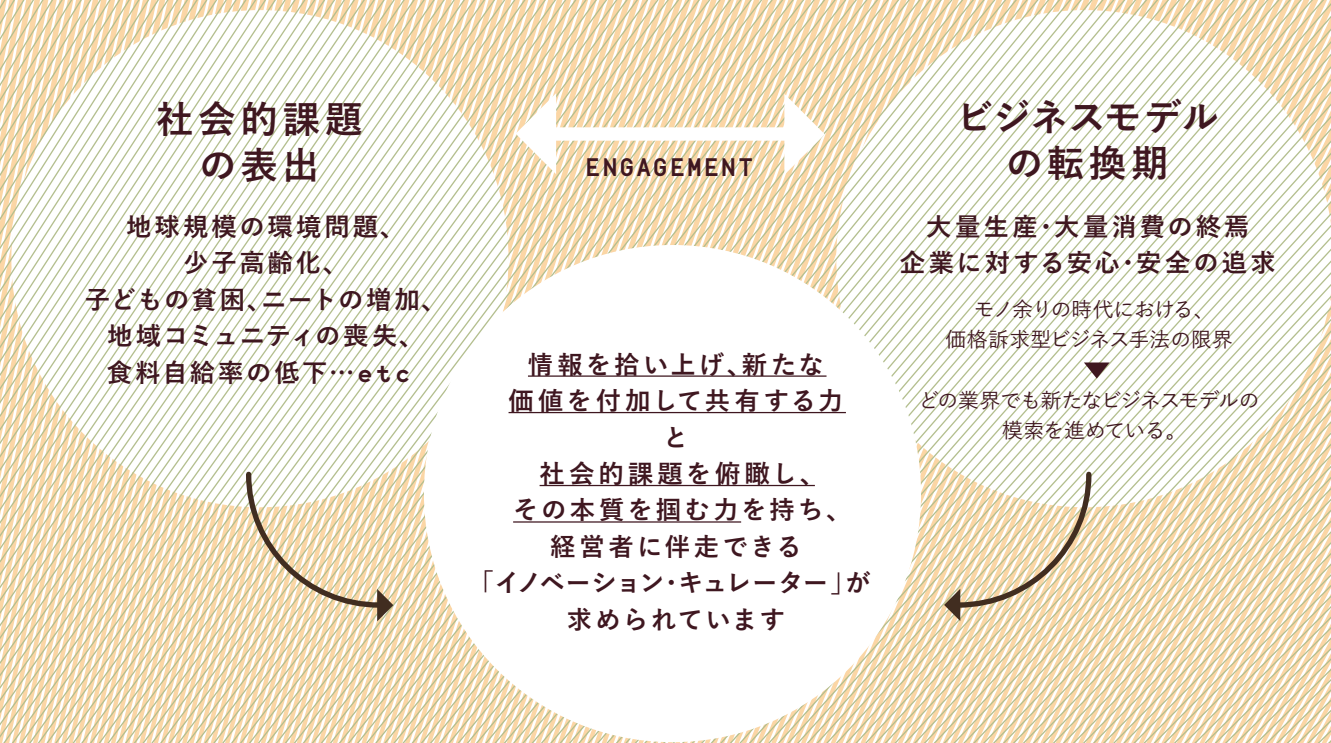 社会的課題
の表出
地球規模の環境問題、
少子高齢化、
子どもの貧困、ニートの増加、
地域コミュニティの喪失、
食料自給率の低下…etc
ENGAGEMENT
ビジネスモデル
の転換期
大量生産・大量消費の終焉
企業に対する安心・安全の追求
モノ余りの時代における、
価格訴求型ビジネス手法の限界
▼
どの業界でも新たなビジネスモデルの
模索を進めている。
情報を拾い上げ、新たな
価値を付加して共有する力
と
社会的課題を俯瞰し、
その本質を掴む力を持ち、
経営者に伴走できる
「イノベーション・キュレーター」が
求められています